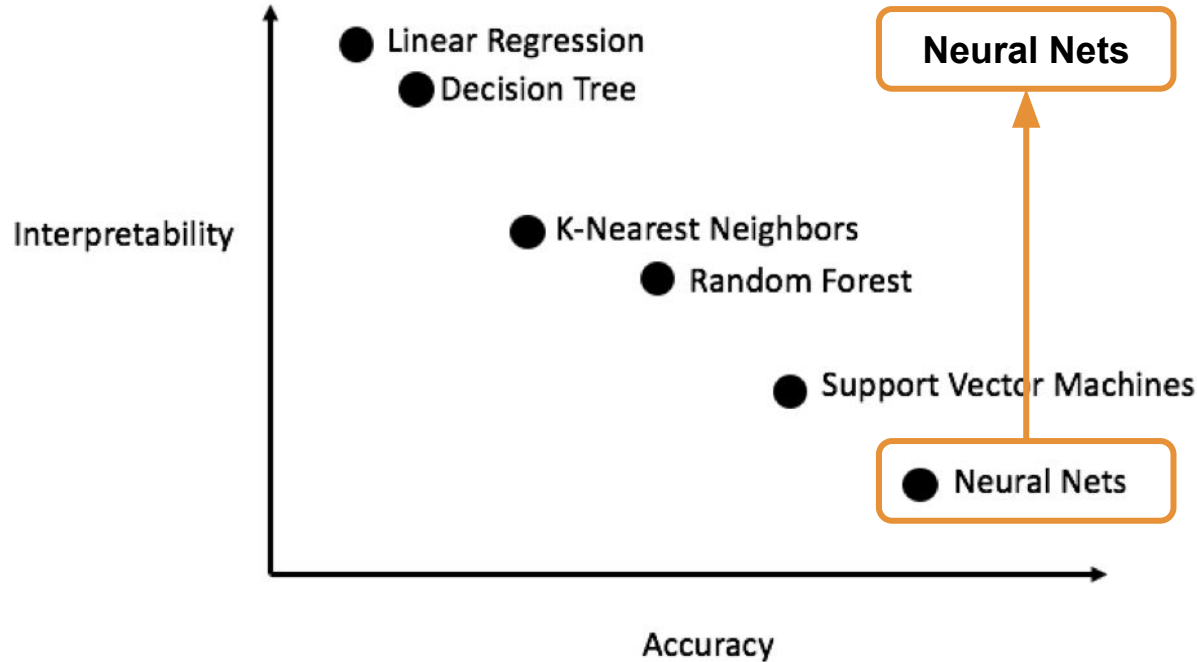 Linear Regression
Neural Nets
Decision Tree
Interpretability
K-Nearest Neighbors
Random Forest
Support Vector Machines
Neural Nets
Accuracy